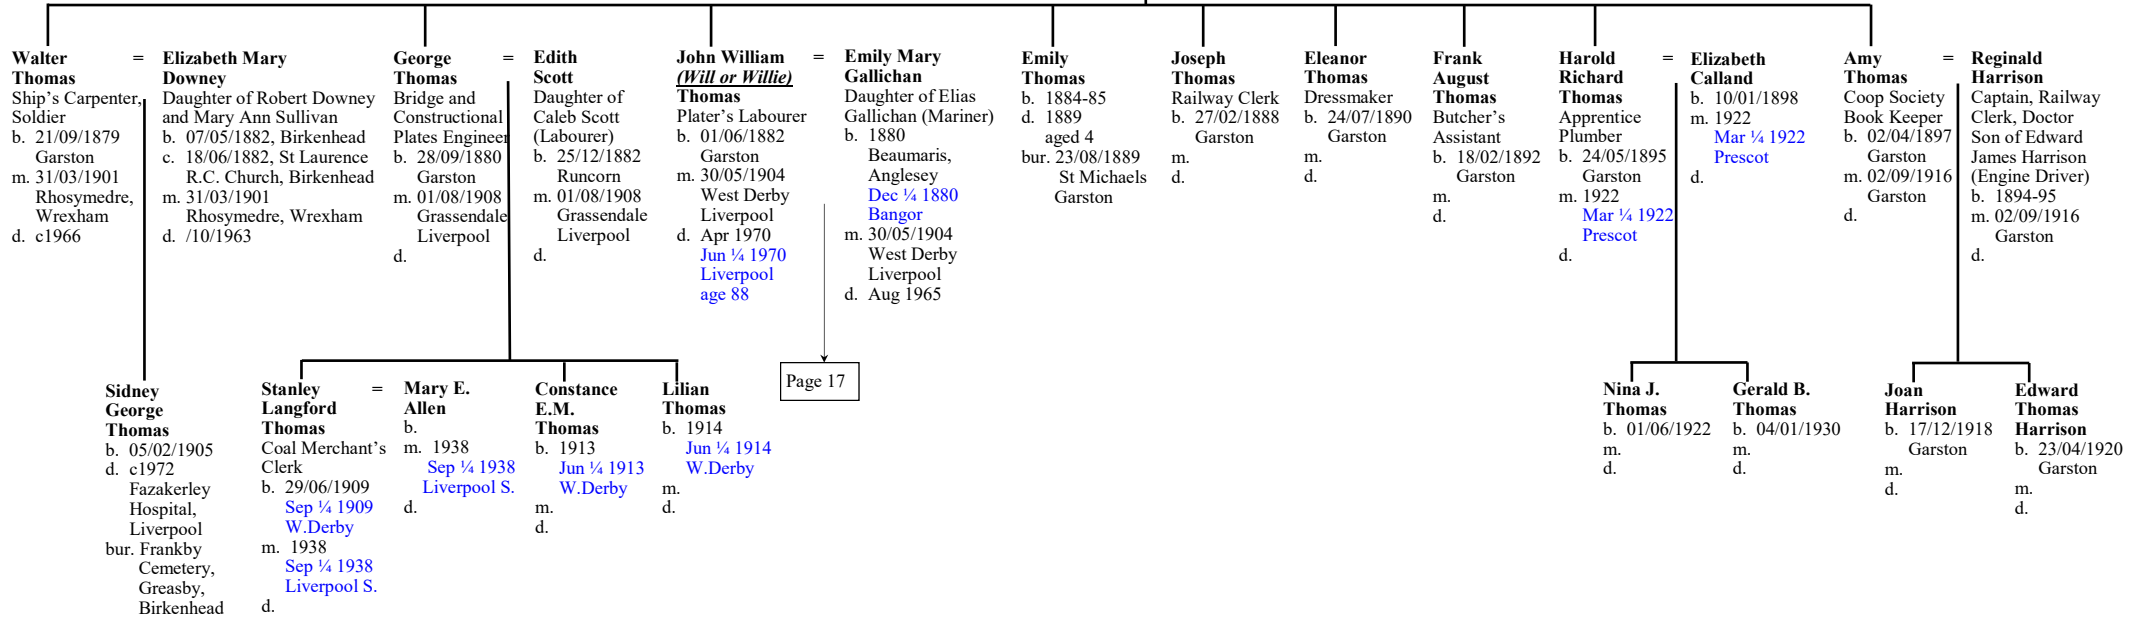 Walter =
Thomas
Ship's Carpenter,
Soldier
b. 21/09/1879
Garston
m. 31/03/1901
Rhosymedre,
Wrexham
d. c1966
Elizabeth Mary
Downey
Daughter of Robert Downey
and Mary Ann Sullivan
b. 07/05/1882, Birkenhead
c. 18/06/1882, St Laurence
R.C. Church, Birkenhead
m. 31/03/1901
Rhosymedre, Wrexham
d. /10/1963
George =
Thomas
Bridge and
Constructional
Plates Engineer
b. 28/09/1880
Garston
m. 01/08/1908
Grassendale
Liverpool
d.
Edith
Scott
Daughter of
Caleb Scott
(Labourer)
b. 25/12/1882
Runcorn
m. 01/08/1908
Grassendale
Liverpool
d.
John William =
(Will or Willie)
Thomas
Plater's Labourer
b. 01/06/1882
Garston
m. 30/05/1904
West Derby
Liverpool
d. Apr 1970
Jun ¼ 1970
Liverpool
age 88
Emily Mary
Gallichan
Daughter of Elias
Gallichan (Mariner)
b. 1880
Beaumaris,
Anglesey
Dec ¼ 1880
Bangor
m. 30/05/1904
West Derby
Liverpool
d. Aug 1965
Emily
Thomas
b. 1884-85
d. 1889
aged 4
bur. 23/08/1889
St Michaels
Garston
Joseph
Thomas
Railway Clerk
b. 27/02/1888
Garston
m.
d.
Eleanor
Thomas
Dressmaker
b. 24/07/1890
Garston
m.
d.
Frank
August
Thomas
Butcher's
Assistant
b. 18/02/1892
Garston
m.
d.
Harold =
Richard
Thomas
Apprentice
Plumber
b. 24/05/1895
Garston
m. 1922
Mar ¼ 1922
Prescot
d.
Elizabeth
Calland
b. 10/01/1898
m. 1922
Mar ¼ 1922
Prescot
d.
Amy =
Thomas
Coop Society
Book Keeper
b. 02/04/1897
Garston
m. 02/09/1916
Garston
d.
Reginald
Harrison
Captain, Railway
Clerk, Doctor
Son of Edward
James Harrison
(Engine Driver)
b. 1894-95
m. 02/09/1916
Garston
d.
Sidney
George
Thomas
b. 05/02/1905
d. c1972
Fazakerley
Hospital,
Liverpool
bur. Frankby
Cemetery,
Greasby,
Birkenhead
Stanley =
Langford
Thomas
Coal Merchant's
Clerk
b. 29/06/1909
Sep ¼ 1909
W.Derby
m. 1938
Sep ¼ 1938
Liverpool S.
d.
Mary E.
Allen
b.
m. 1938
Sep ¼ 1938
Liverpool S.
d.
Constance
E.M.
Thomas
b. 1913
Jun ¼ 1913
W.Derby
m.
d.
Lilian
Thomas
b. 1914
Jun ¼ 1914
W.Derby
m.
d.
Page 17
Nina J.
Thomas
b. 01/06/1922
m.
d.
Gerald B.
Thomas
b. 04/01/1930
m.
d.
Joan
Harrison
b. 17/12/1918
Garston
m.
d.
Edward
Thomas
Harrison
b. 23/04/1920
Garston
m.
d.